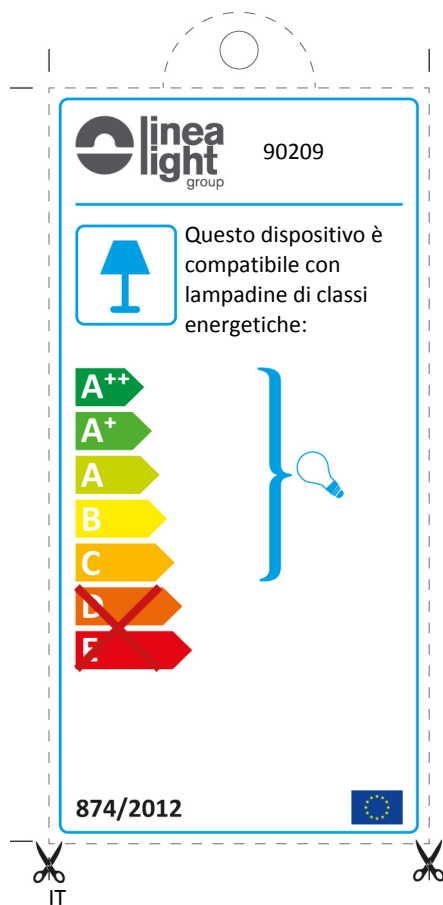 linea
light
group
90209
Questo dispositivo è
compatibile con
lampadine di classi
energetiche:
A++
A+
A
B
C
D
E
874/2012
IT